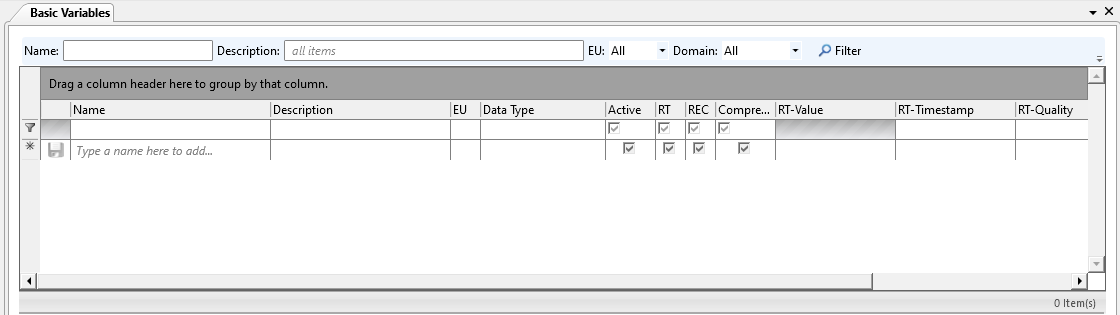 Basic Variables
Name: Description: all items EU: All Domain: All Filter
Drag a column header here to group by that column.
Name Description EU Data Type Active RT REC Compre... RT-Value RT-Timestamp RT-Quality
Type a name here to add...
0 Item(s)